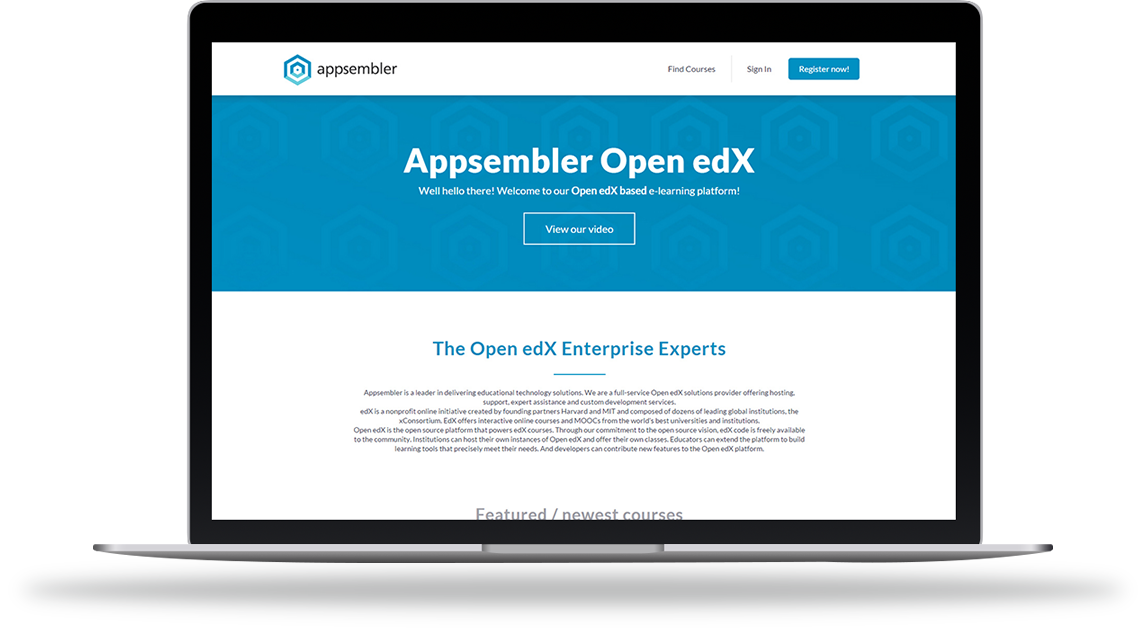 appsembler
Find Courses
Sign In
Register now!
Appsembler Open edX
Well hello there! Welcome to our Open edX based e-learning platform!
View our video
The Open edX Enterprise Experts
Appsembler is a leader in delivering educational technology solutions. We are a full-service Open edX solutions provider offering hosting,
support, expert assistance and custom development services.
edX is a nonprofit online initiative created by founding partners Harvard and MIT and composed of dozens of leading global institutions, the
xConsortium. EdX offers interactive online courses and MOOCs from the world's best universities and institutions.
Open edX is the open source platform that powers edX courses. Through our commitment to the open source vision, edX code is freely available
to the community. Institutions can host their own instances of Open edX and offer their own classes. Educators can extend the platform to build
learning tools that precisely meet their needs. And developers can contribute new features to the Open edX platform.
Featured / newest courses